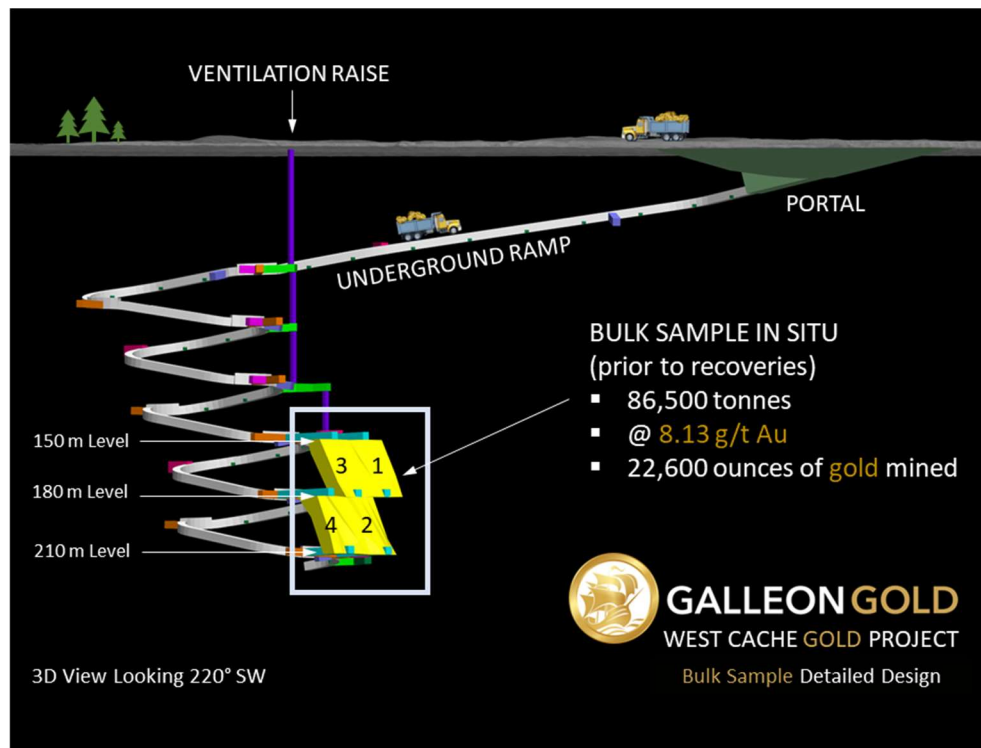 VENTILATION RAISE
PORTAL
UNDERGROUND RAMP
BULK SAMPLE IN SITU
(prior to recoveries)
▪ 86,500 tonnes
▪ @ 8.13 g/t Au
▪ 22,600 ounces of gold mined
150 m Level
3 1
180 m Level
4 2
210 m Level
GALLEON GOLD
WEST CACHE GOLD PROJECT
Bulk Sample Detailed Design
3D View Looking 220° SW